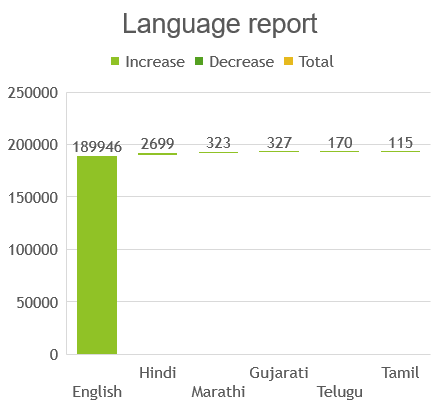 Language report
Increase Decrease Total
250000
200000
150000
100000
50000
0
189946 2699 323 327 170 115
Hindi Gujarati Tamil
English Marathi Telugu